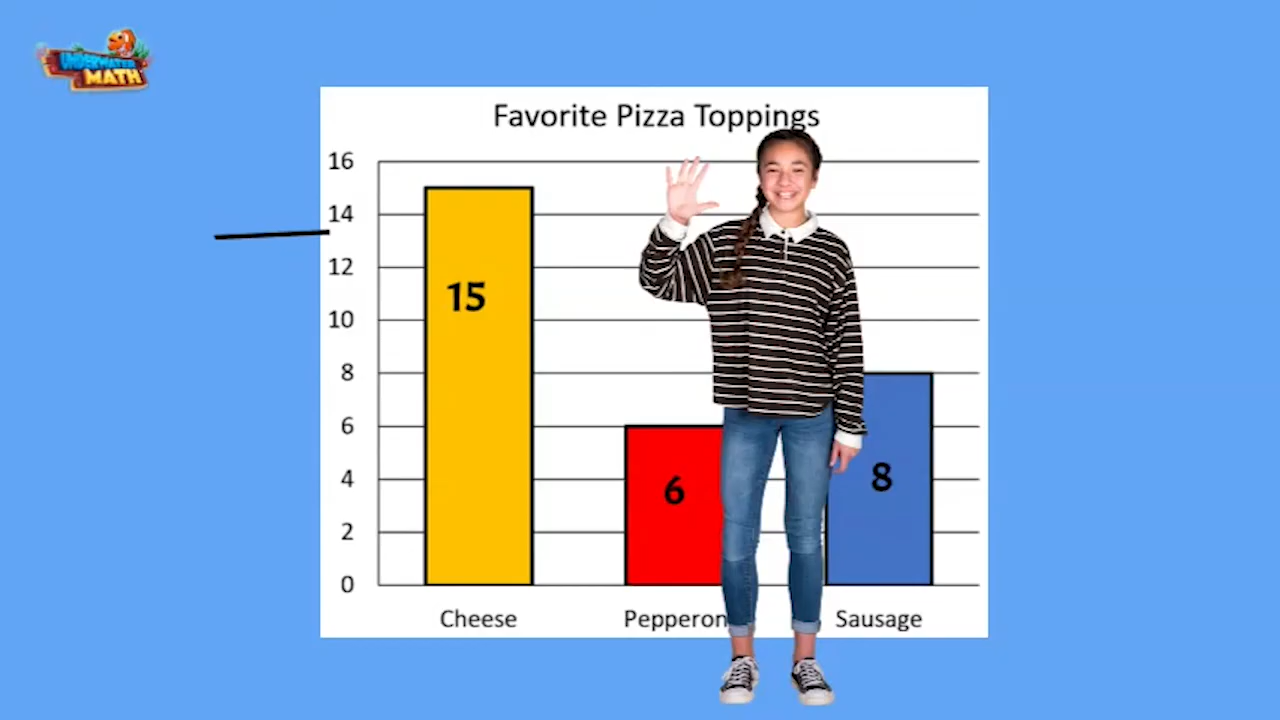 UNDERWATER
MATH
Favorite Pizza Toppings
16
14
12
10
8
6
4
2
0
15
6
8
Cheese
Pepperon
Sausage